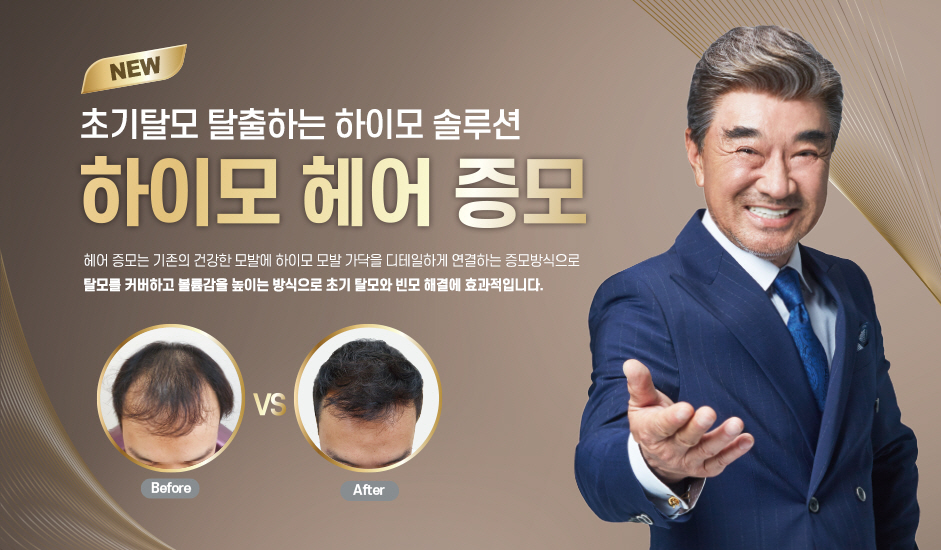 NEW
초기탈모 탈출하는 하이모 솔루션
하이모 헤어 증모
헤어 증모는 기존의 건강한 모발에 하이모 모발 가닥을 디테일하게 연결하는 증모방식으로
탈모를 커버하고 볼륨감을 높이는 방식으로 초기 탈모와 빈모 해결에 효과적입니다.
VS
Before
After